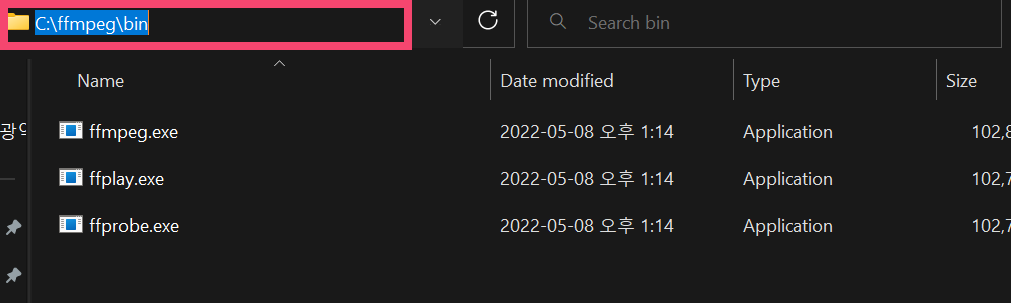 C:\ffmpeg\bin Search bin
Name Date modified Type Size
ffmpeg.exe 2022-05-08 오후 1:14 Application 102,8
ffplay.exe 2022-05-08 오후 1:14 Application 102,7
ffprobe.exe 2022-05-08 오후 1:14 Application 102,7